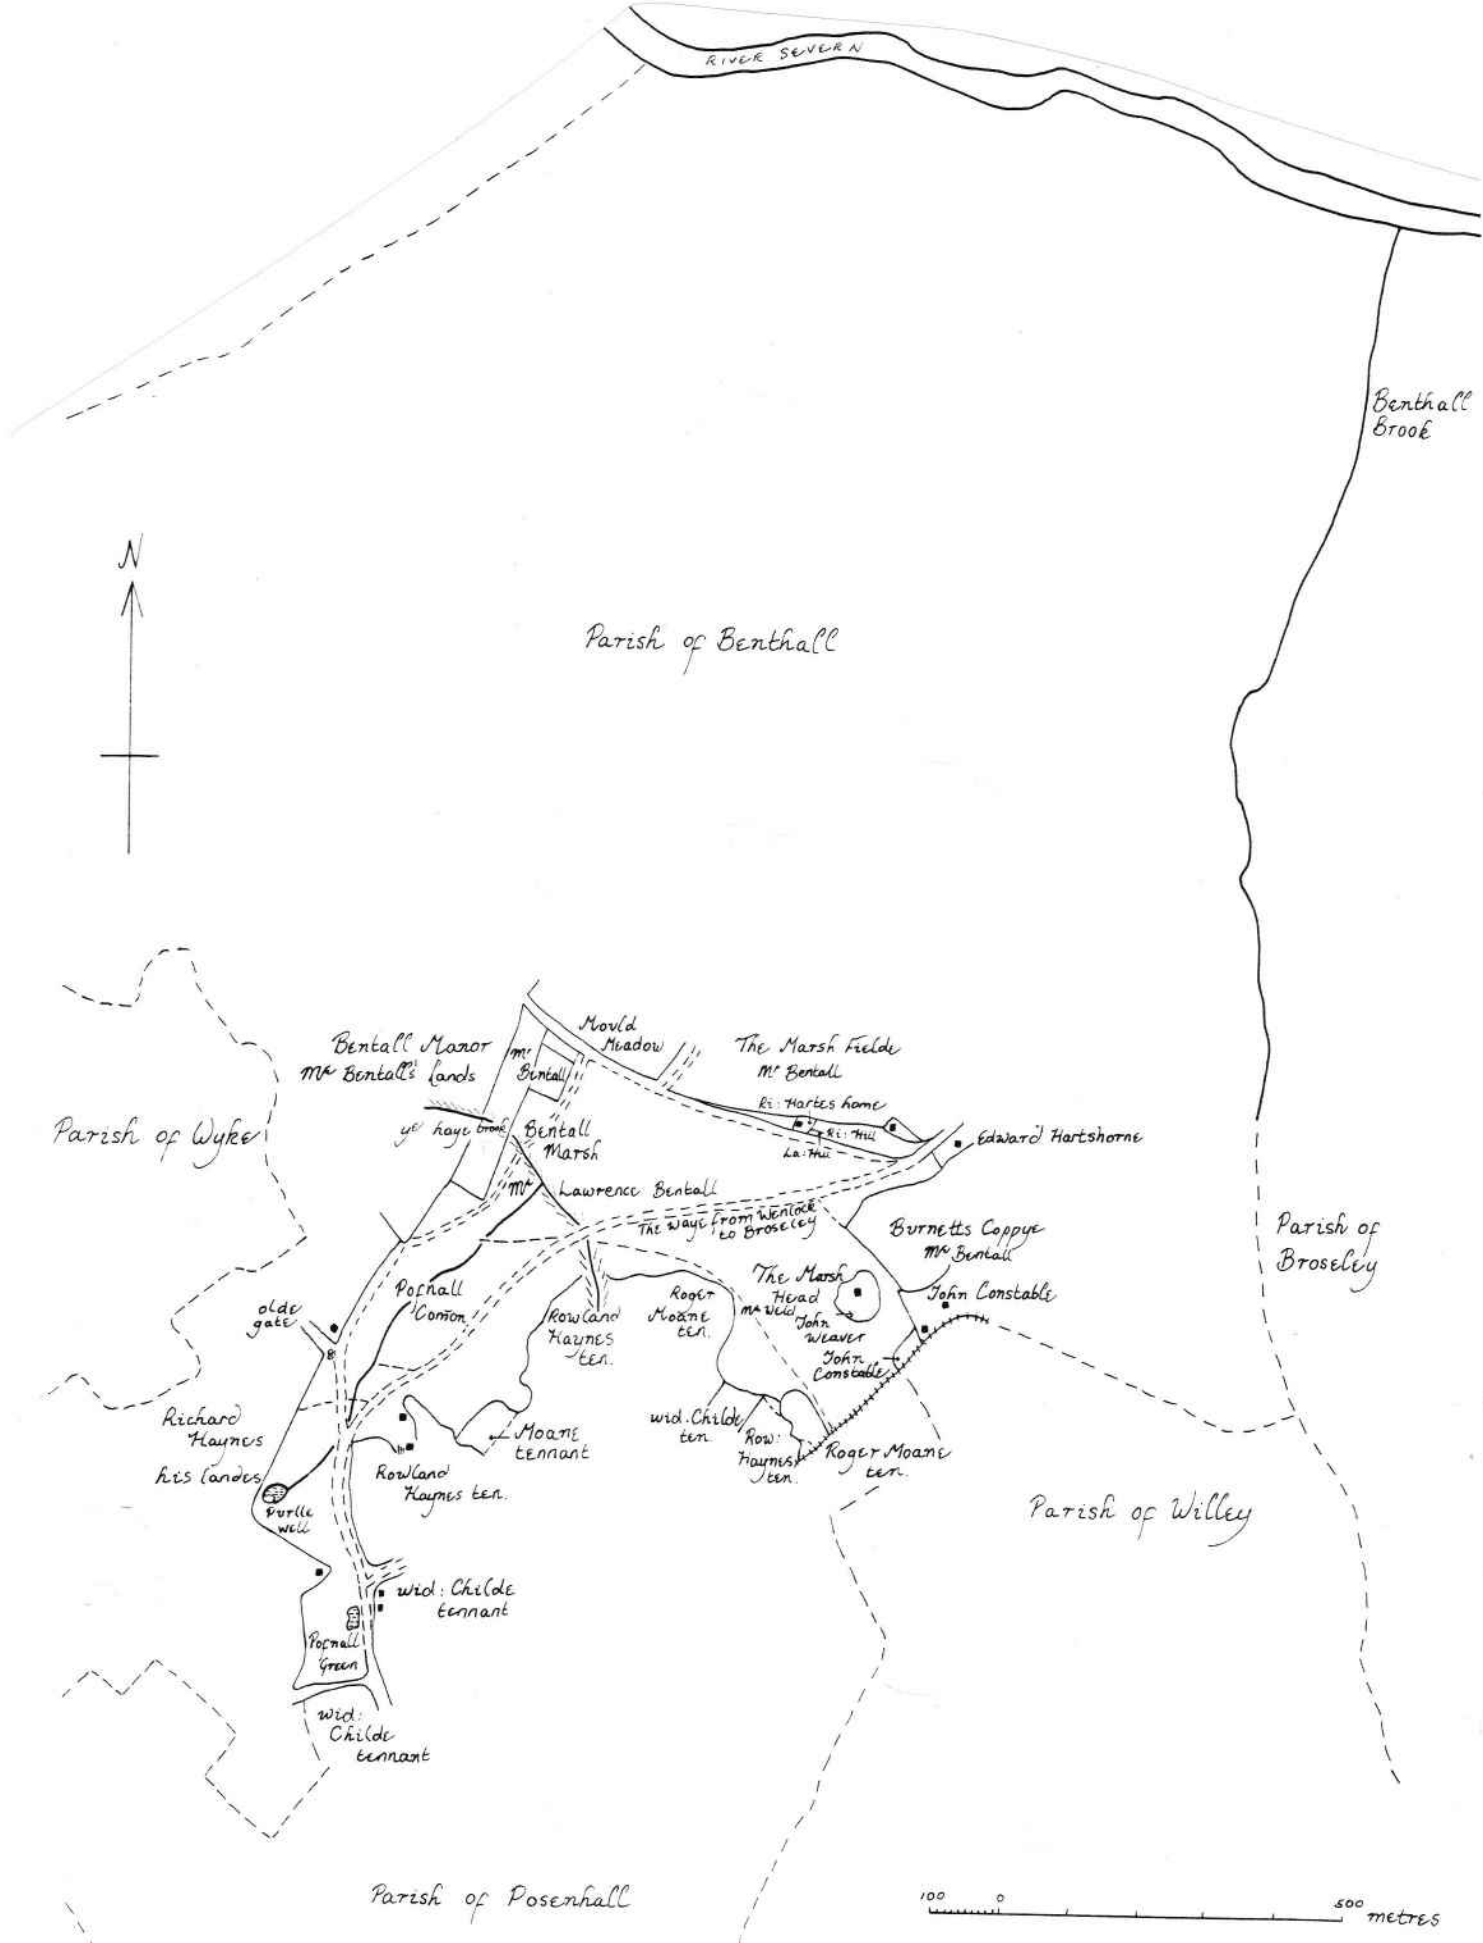 RIVER SEVERN
Benthall
Brook
N
Parish of Benthall
Mould
Meadow
The Marsh Fielde
Mr Bentall
Bentall Manor
Mr Bentall's Lands
Mr
Bentall
Ri: Hartes home
Parish of Wyke
ye haye brook
Bentall
Marsh
Ri: Hill
La: Hill
Edward Hartshorne
Mr Lawrence Bentall
The waye from Wenlock
to Broseley
Burnetts Coppye
Mr Bentall
Parish of
Broseley
Posnall
Comon
The Marsh
Head
Mr Weld
John
Weaver
John Constable
olde
gate
Rowland
Haynes
ten.
Roger
Moane
ten.
John
Constable
Richard
Haynes
his landes
Moane
tennant
wid. Childe
ten.
Row:
Haynes
ten.
Roger Moane
ten.
Rowland
Haynes ten.
Purlle
well
Parish of Willey
wid: Childe
tennant
Posnall
Green
wid:
Childe
tennant
Parish of Posenhall
100 0 500 metres